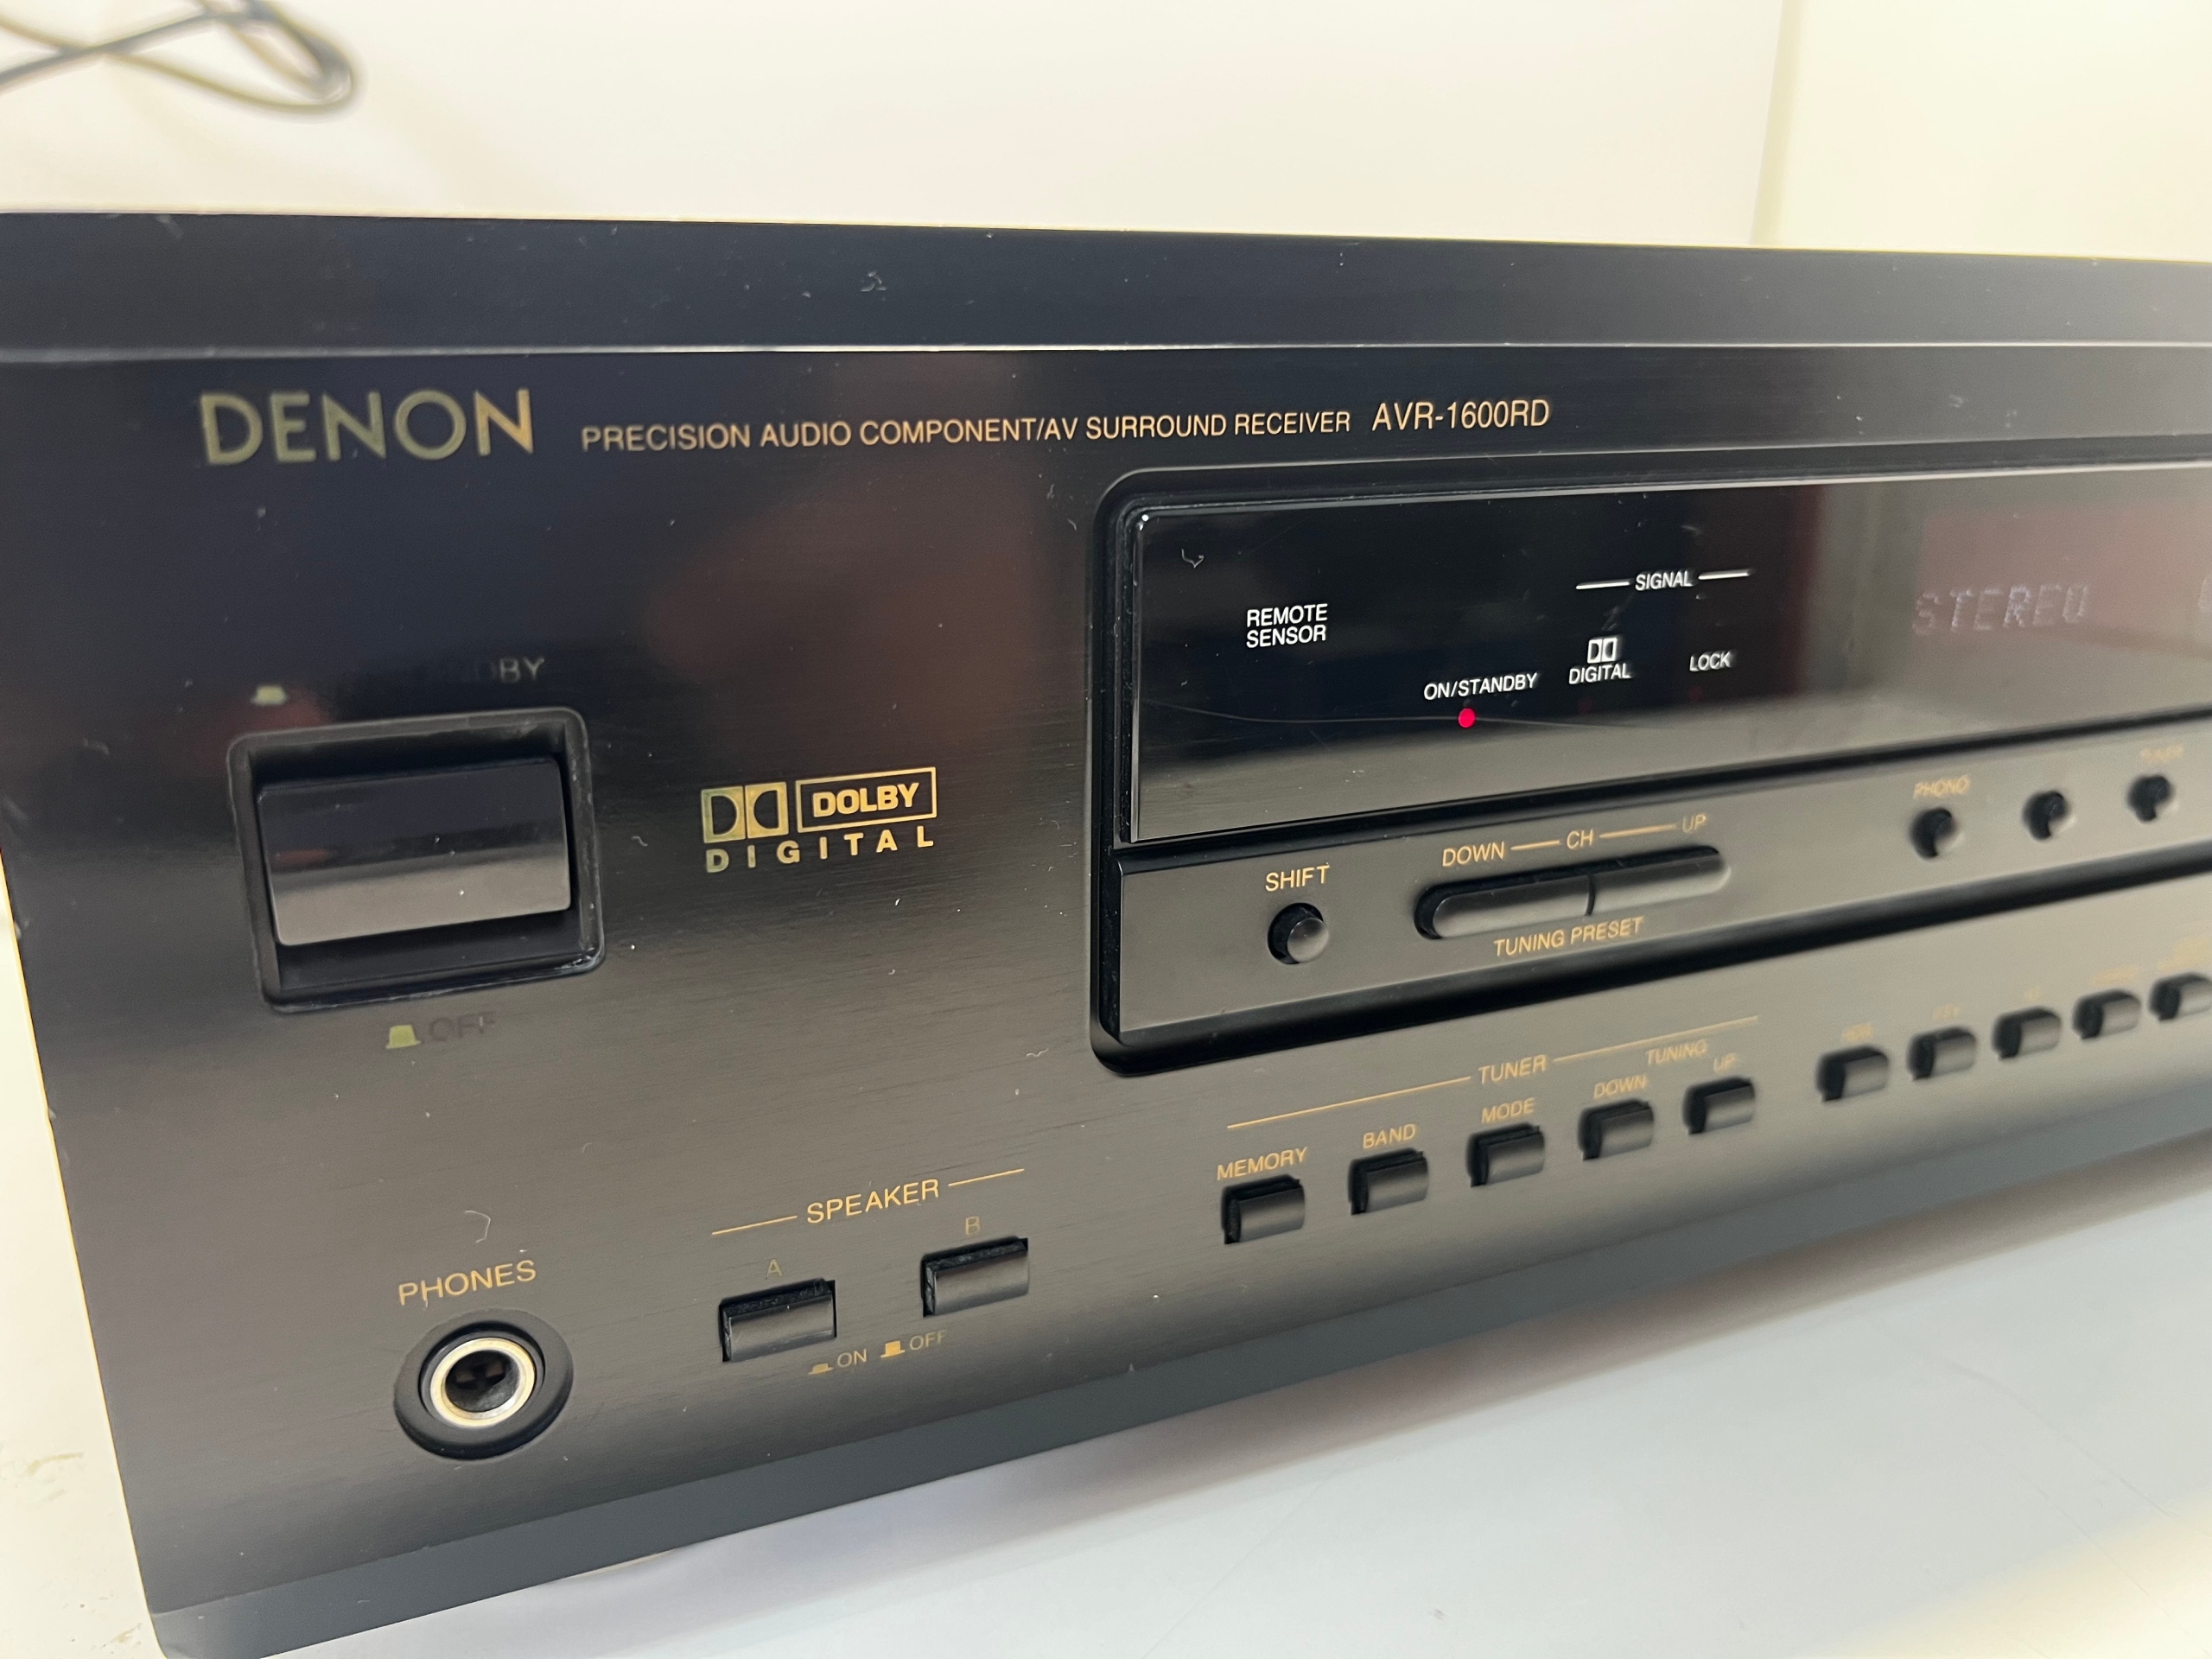 DENON PRECISION AUDIO COMPONENT/AV SURROUND RECEIVER AVR-1600RD
SIGNAL
REMOTE SENSOR
DIGITAL
LOCK
ON/STANDBY
STEREO
DBY
OFF
DOLBY
DIGITAL
PHONO
TUNER
DOWN CH UP
SHIFT
TUNING PRESET
TUNER
TUNING
MEMORY BAND MODE DOWN UP
SPEAKER
A B
ON OFF
PHONES